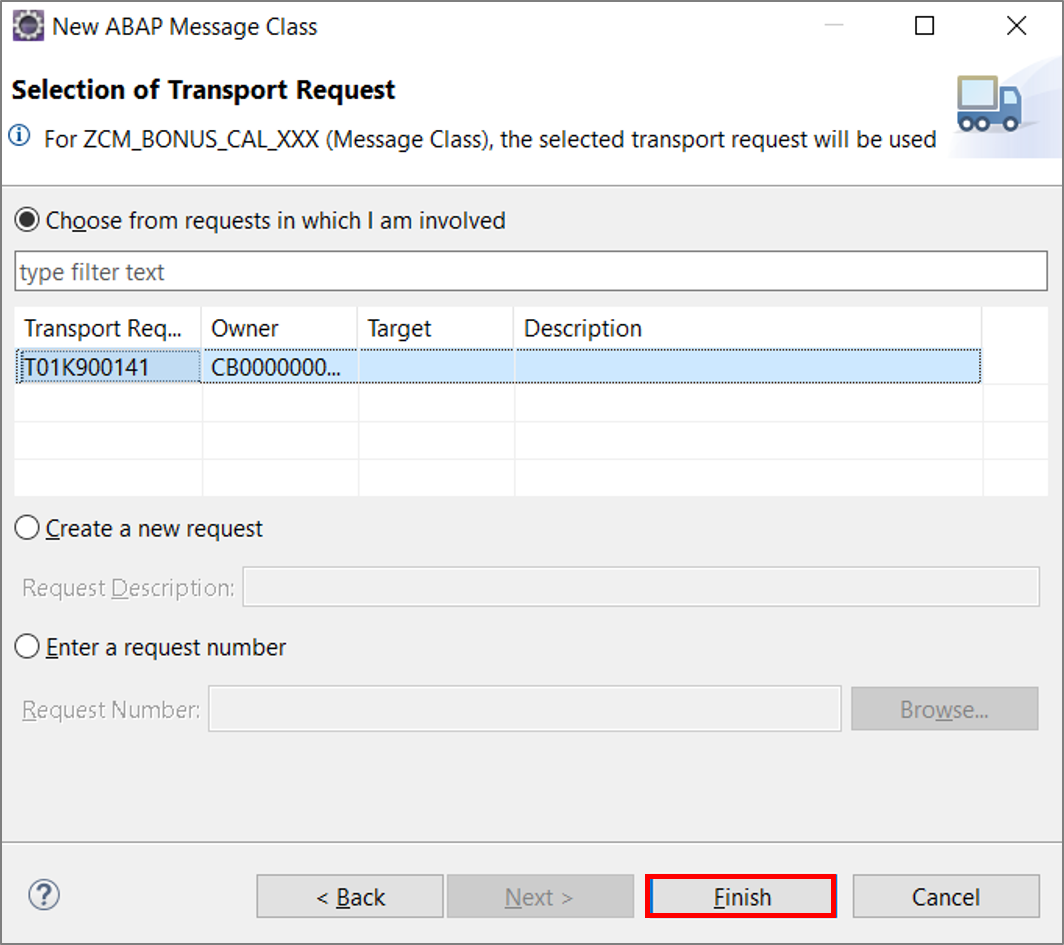 New ABAP Message Class
Selection of Transport Request
For ZCM_BONUS_CAL_XXX (Message Class), the selected transport request will be used
Choose from requests in which I am involved
type filter text
Transport Req... Owner Target Description
T01K900141 CB0000000...
Create a new request
Request Description:
Enter a request number
Request Number: Browse...
< Back Next > Finish Cancel